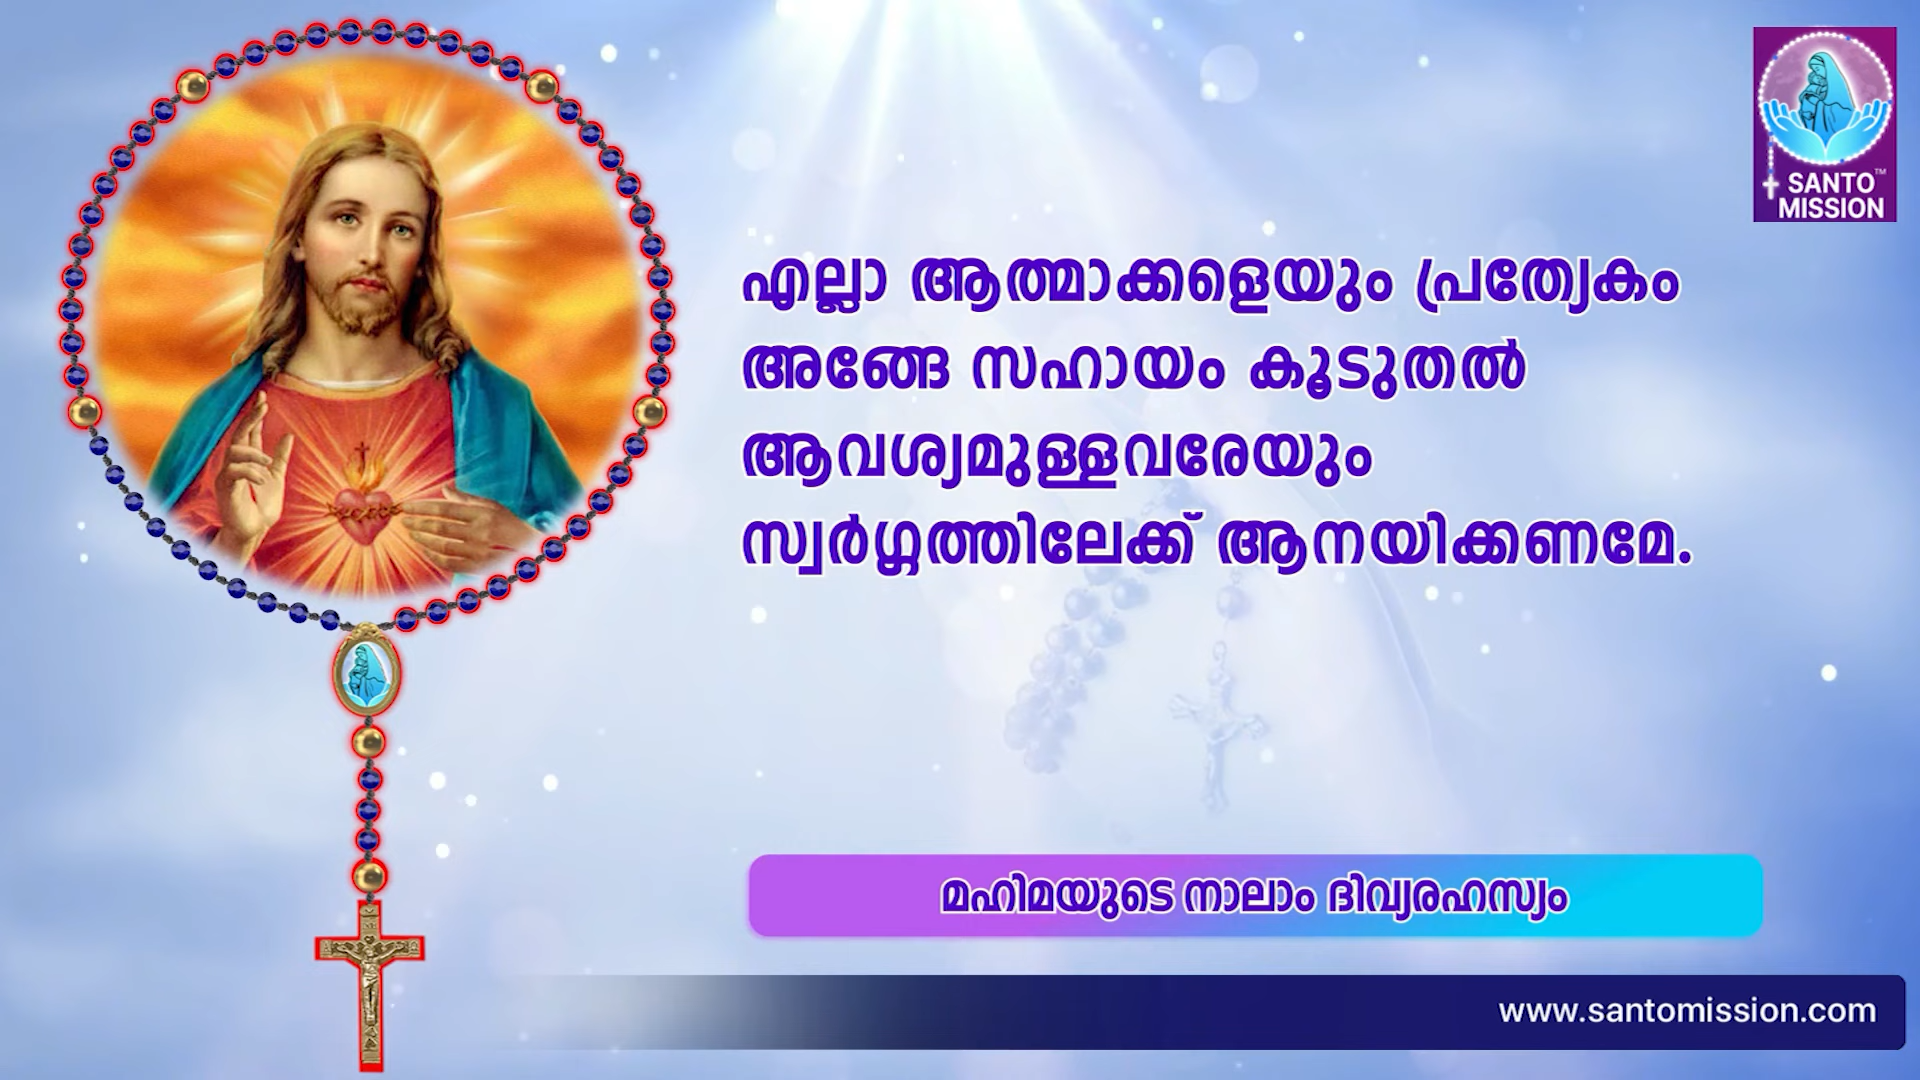 SANTO™
MISSION
എല്ലാ ആത്മാക്കളെയും പ്രത്യേകം
അങ്ങേ സഹായം കൂടുതൽ
ആവശ്യമുള്ളവരേയും
സ്വർഗ്ഗത്തിലേക്ക് ആനയിക്കണമേ.
മഹിമയുടെ നാലാം ദിവ്യരഹസ്യം
www.santomission.com